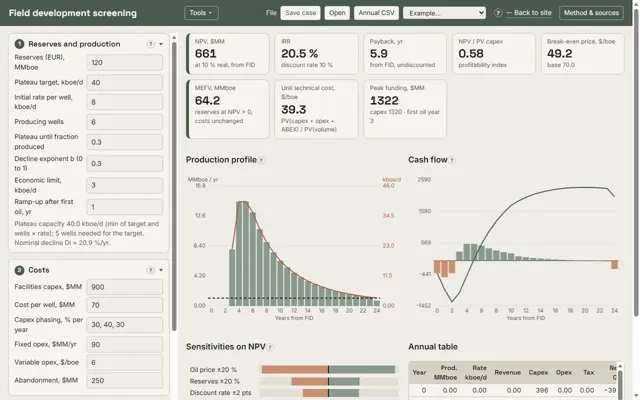 Field development screening
Tools
File
Save case
Open
Annual CSV
Example...
?
← Back to site
Method & sources
1 Reserves and production ?
Reserves (EUR), MMboe
120
Plateau target, kboe/d
40
Initial rate per well, kboe/d
8
Producing wells
6
Plateau until fraction produced
0.3
Decline exponent b (0 to 1)
0.3
Economic limit, kboe/d
3
Ramp-up after first oil, yr
1
Plateau capacity 40.0 kboe/d (min of target and
wells × rate); 5 wells needed for the target.
Nominal decline Di = 20.9 %/yr.
2 Costs ?
Facilities capex, $MM
900
Cost per well, $MM
70
Capex phasing, % per year
30, 40, 30
Fixed opex, $MM/yr
90
Variable opex, $/boe
6
Abandonment, $MM
250
NPV, $MM
661
at 10 % real, from FID
IRR
20.5 %
discount rate 10 %
Payback, yr
5.9
from FID, undiscounted
NPV / PV capex
0.58
profitability index
Break-even price, $/boe
49.2
base 70.0
MEFV, MMboe
64.2
reserves at NPV = 0,
costs unchanged
Unit technical cost,
$/boe
39.3
PV(capex + opex +
ABEX) / PV(volume)
Peak funding, $MM
1322
capex 1320 · first oil year
3
Production profile ?
MMboe / yr
kboe/d
16.8
12.6
8.40
4.20
0.00
46.0
34.5
23.0
11.5
0.00
0 2 4 6 8 10 12 14 16 18 20 22 24
Years from FID
Cash flow ?
2590
1580
569
-441
-1452
0 2 4 6 8 10 12 14 16 18 20 22 24
Years from FID
Sensitivities on NPV ?
Oil price ±20 %
Reserves ±20 %
Discount rate ±2 pts
Annual table
Year
Prod. MMboe
Rate kboe/d
Revenue
Capex
Opex
Tax
0 0.00 0.0 0 396 0 0